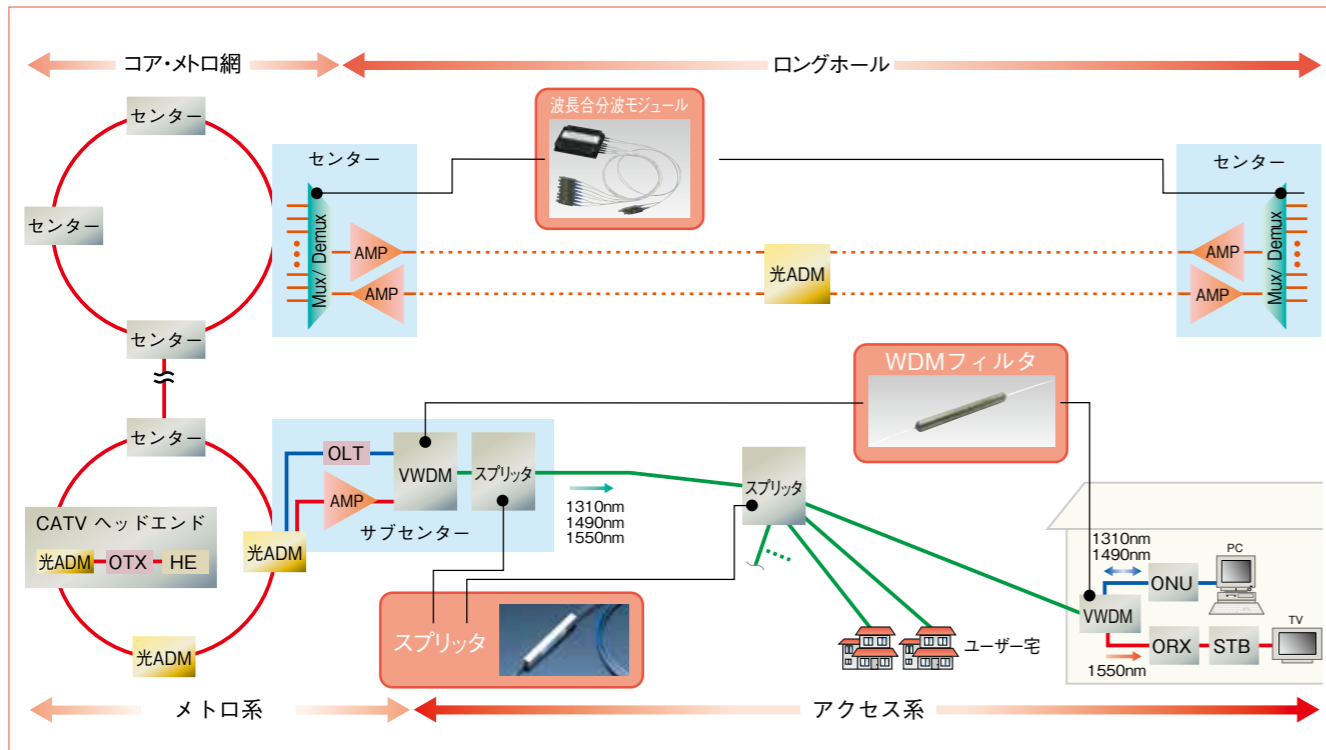 コア・メトロ網
ロングホール
センター
波長合分波モジュール
センター
センター
センター
Mux/ Demux
AMP
AMP
光ADM
AMP
AMP
Mux/ Demux
センター
WDMフィルタ
センター
OLT
VWDM
スプリッタ
AMP
サブセンター
1310nm
1490nm
1550nm
スプリッタ
CATV ヘッドエンド
光ADM
OTX
HE
光ADM
光ADM
スプリッタ
ユーザー宅
1310nm
1490nm
VWDM
ONU
PC
1550nm
ORX
STB
TV
メトロ系
アクセス系